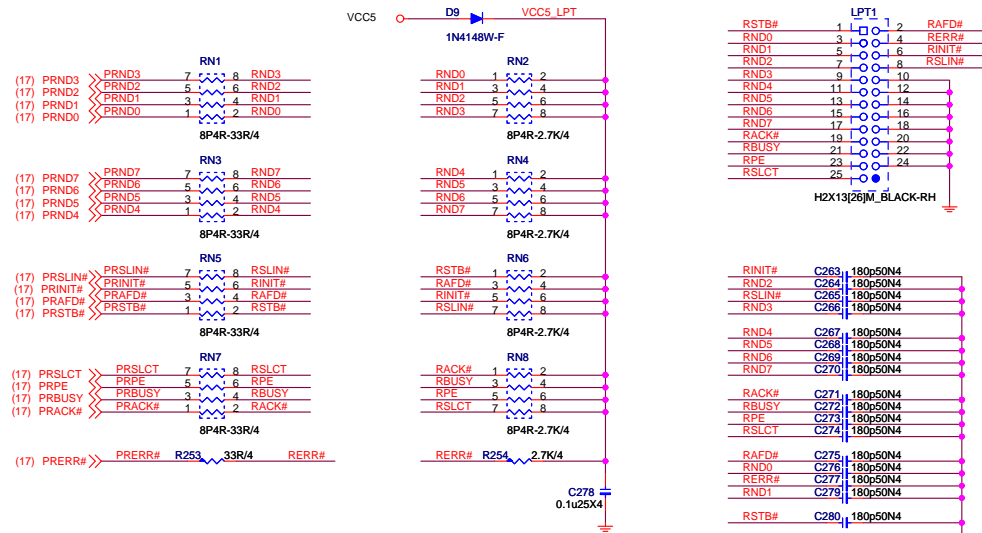 VCC5 D9 VCC5_LPT
1N4148W-F
RN1
(17) PRND3 PRND3 7 8 RND3
(17) PRND2 PRND2 5 6 RND2
(17) PRND1 PRND1 3 4 RND1
(17) PRND0 PRND0 1 2 RND0
8P4R-33R/4
RN2
RND0 1 2
RND1 3 4
RND2 5 6
RND3 7 8
8P4R-2.7K/4
RN3
(17) PRND7 PRND7 7 8 RND7
(17) PRND6 PRND6 5 6 RND6
(17) PRND5 PRND5 3 4 RND5
(17) PRND4 PRND4 1 2 RND4
8P4R-33R/4
RN4
RND4 1 2
RND5 3 4
RND6 5 6
RND7 7 8
8P4R-2.7K/4
RN5
(17) PRSLIN# PRSLIN# 7 8 RSLIN#
(17) PRINIT# PRINIT# 5 6 RINIT#
(17) PRAFD# PRAFD# 3 4 RAFD#
(17) PRSTB# PRSTB# 1 2 RSTB#
8P4R-33R/4
RN6
RSTB# 1 2
RAFD# 3 4
RINIT# 5 6
RSLIN# 7 8
8P4R-2.7K/4
RN7
(17) PRSLCT PRSLCT 7 8 RSLCT
(17) PRPE PRPE 5 6 RPE
(17) PRBUSY PRBUSY 3 4 RBUSY
(17) PRACK# PRACK# 1 2 RACK#
8P4R-33R/4
RN8
RACK# 1 2
RBUSY 3 4
RPE 5 6
RSLCT 7 8
8P4R-2.7K/4
(17) PRERR# PRERR# R253 33R/4 RERR#
RERR# R254 2.7K/4
C278
0.1u25X4
LPT1
RSTB# 1 2 RAFD#
RND0 3 4 RERR#
RND1 5 6 RINIT#
RND2 7 8 RSLIN#
RND3 9 10
RND4 11 12
RND5 13 14
RND6 15 16
RND7 17 18
RACK# 19 20
RBUSY 21 22
RPE 23 24
RSLCT 25
H2X13[26]M_BLACK-RH
RINIT# C263 180p50N4
RND2 C264 180p50N4
RSLIN# C265 180p50N4
RND3 C266 180p50N4
RND4 C267 180p50N4
RND5 C268 180p50N4
RND6 C269 180p50N4
RND7 C270 180p50N4
RACK# C271 180p50N4
RBUSY C272 180p50N4
RPE C273 180p50N4
RSLCT C274 180p50N4
RAFD# C275 180p50N4
RND0 C276 180p50N4
RERR# C277 180p50N4
RND1 C279 180p50N4
RSTB# C280 180p50N4